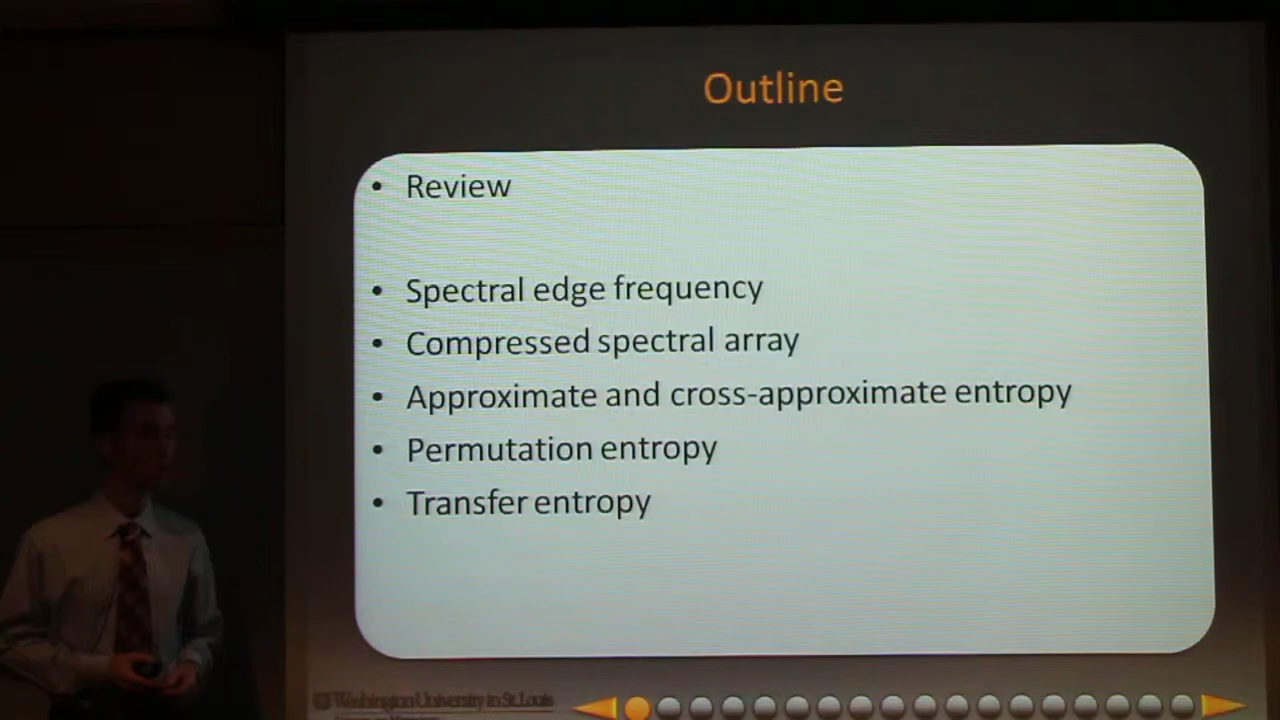 Outline
• Review
• Spectral edge frequency
• Compressed spectral array
• Approximate and cross-approximate entropy
• Permutation entropy
• Transfer entropy
Washington University in St. Louis